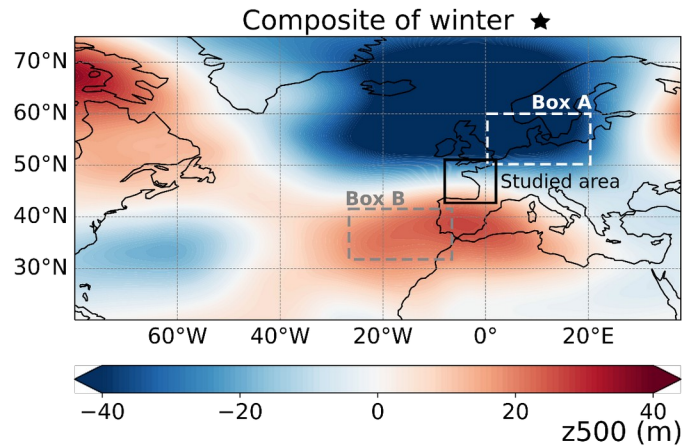 Composite of winter ★
70°N
60°N
50°N
40°N
30°N
Box A
Studied area
Box B
60°W
40°W
20°W
0°
20°E
−40
−20
0
20
40
z500 (m)